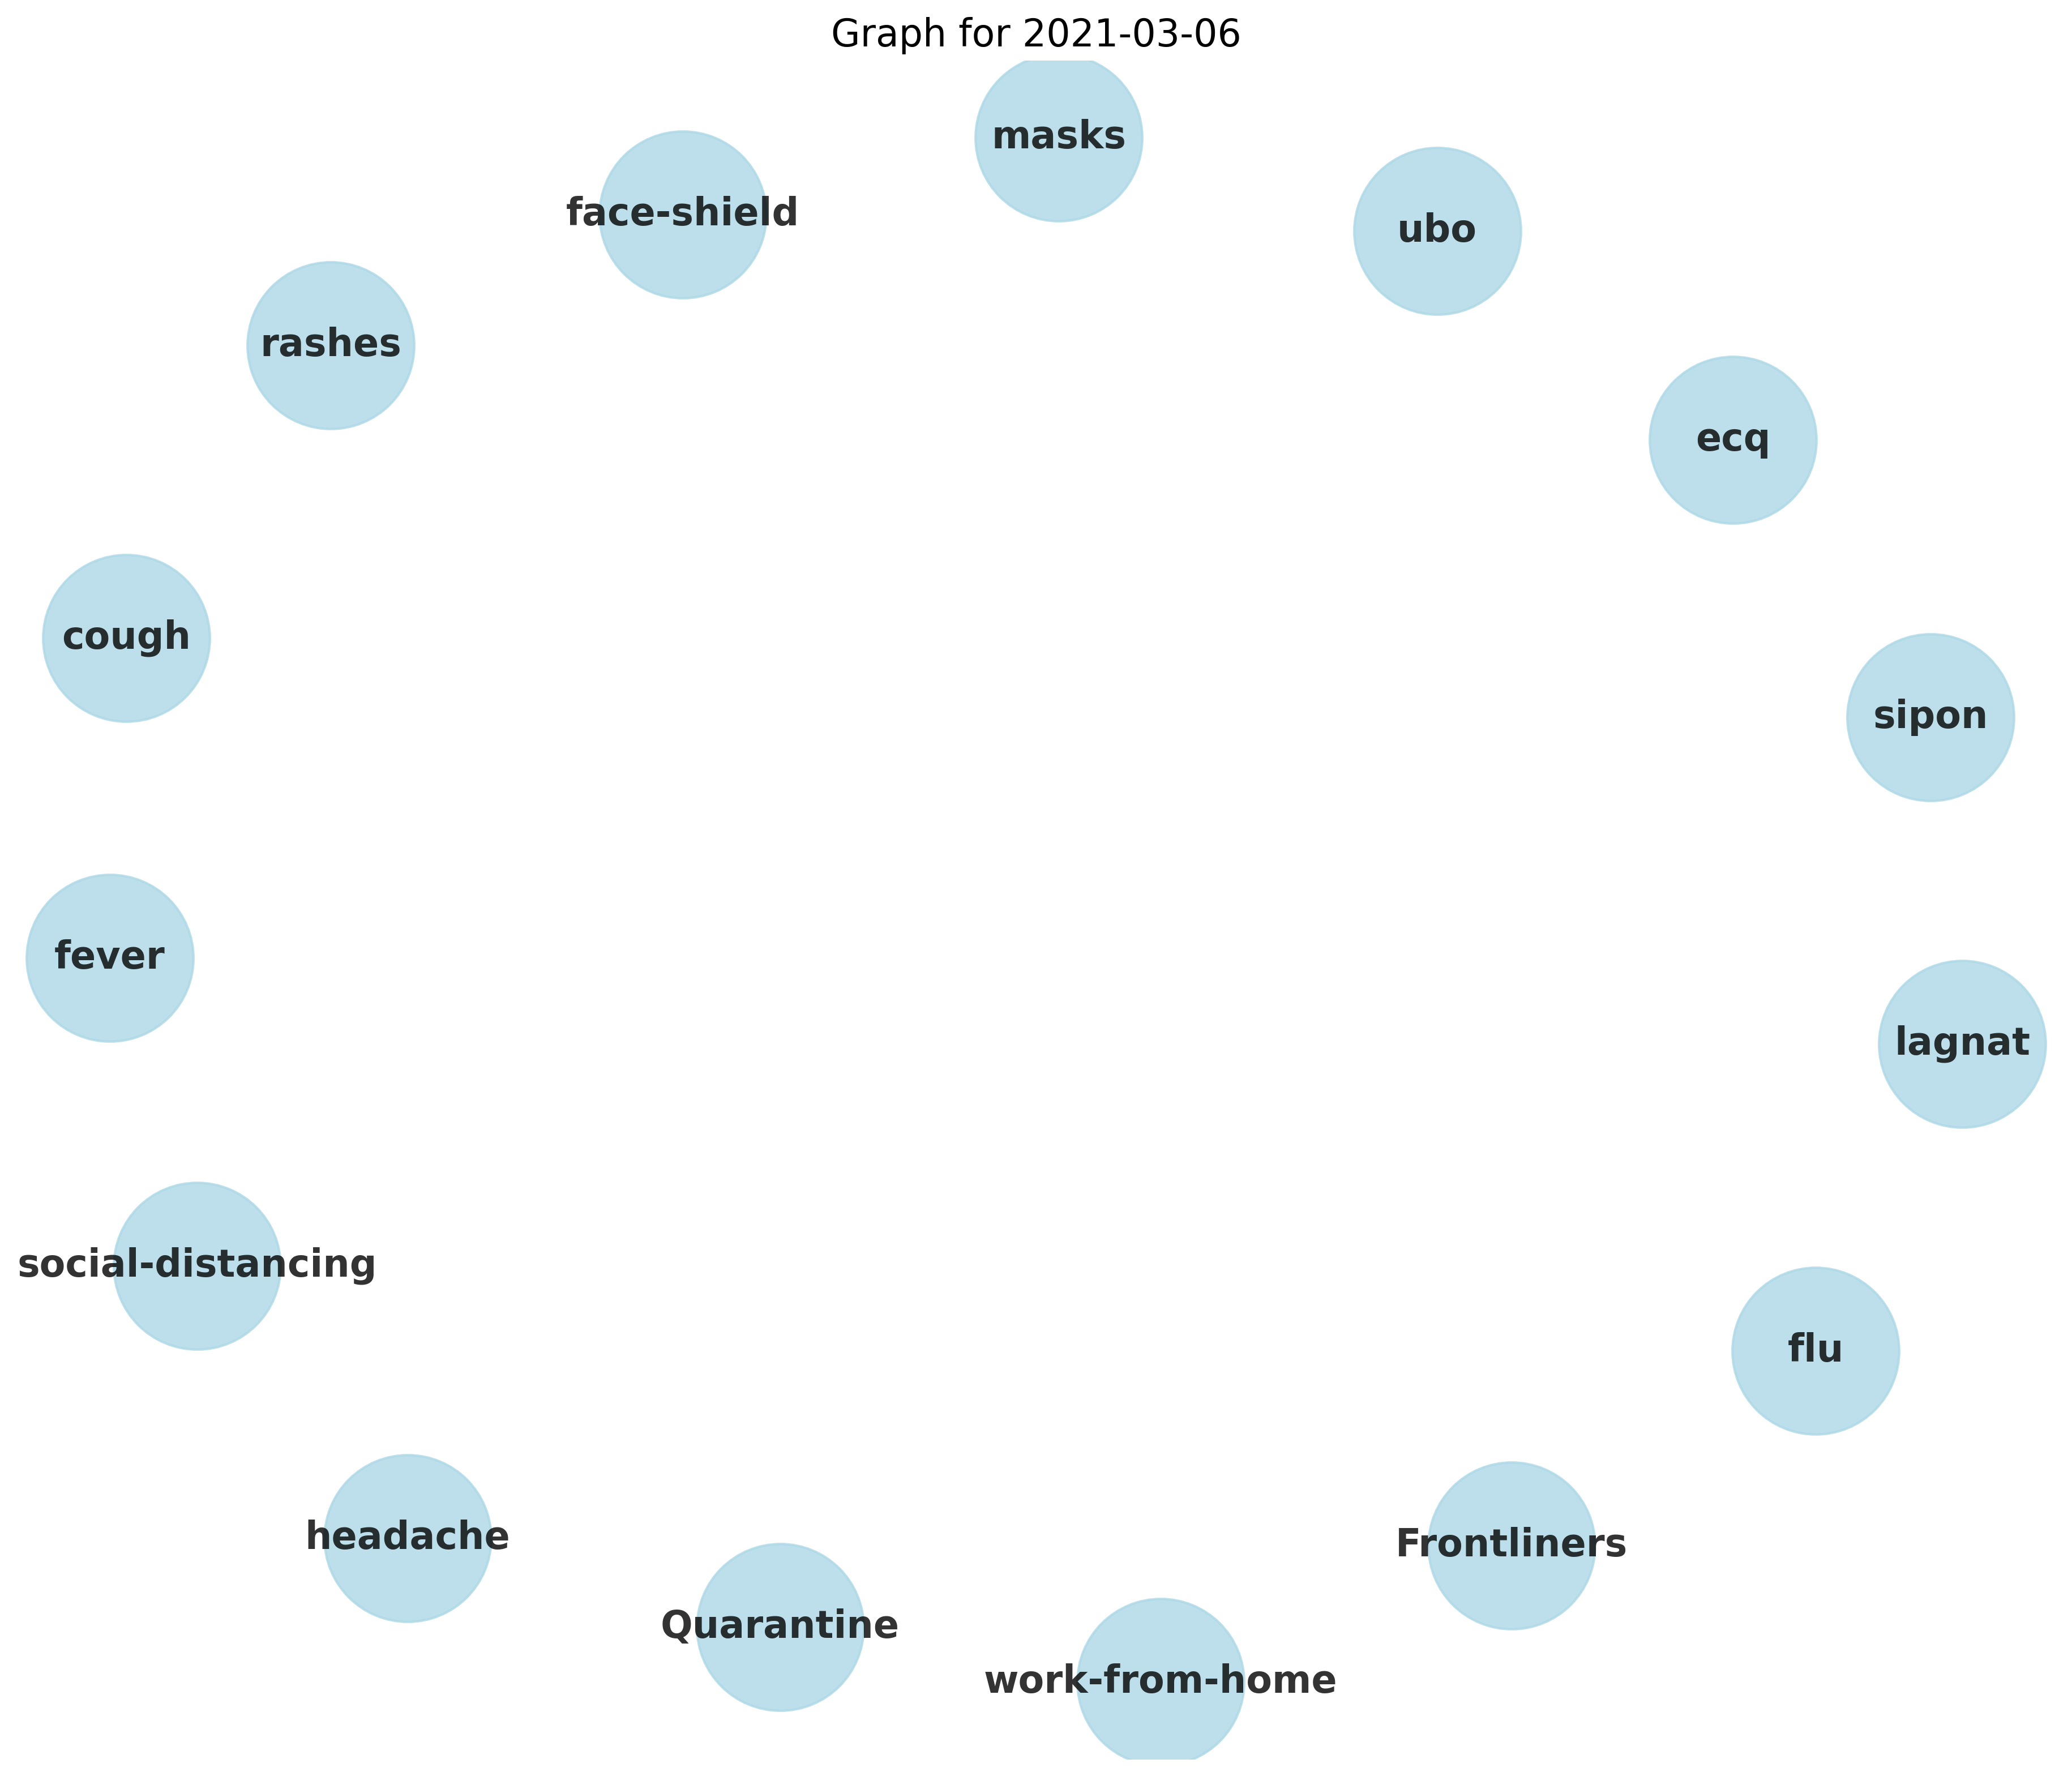 Graph for 2021-03-06
masks
face-shield
ubo
rashes
ecq
cough
sipon
fever
lagnat
social-distancing
flu
headache
Frontliners
Quarantine
work-from-home